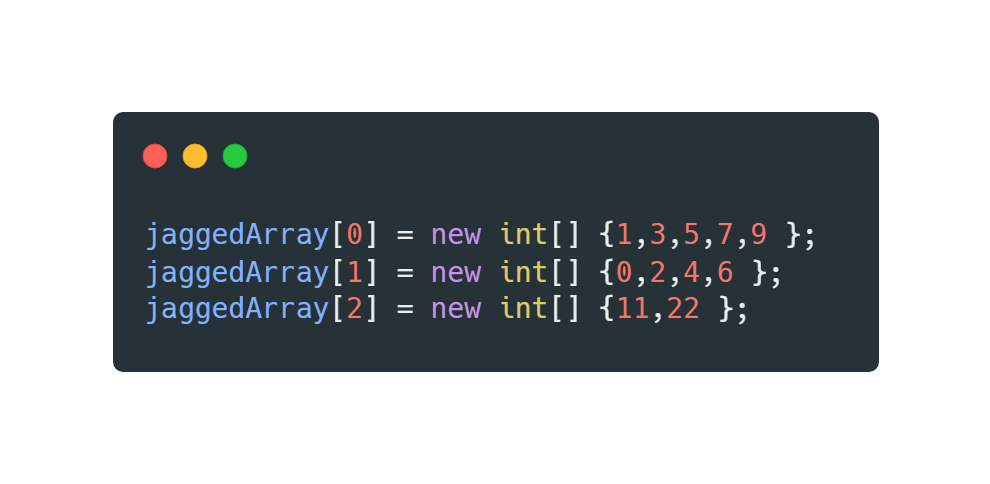 jaggedArray[0] = new int[] {1,3,5,7,9 };
jaggedArray[1] = new int[] {0,2,4,6 };
jaggedArray[2] = new int[] {11,22 };